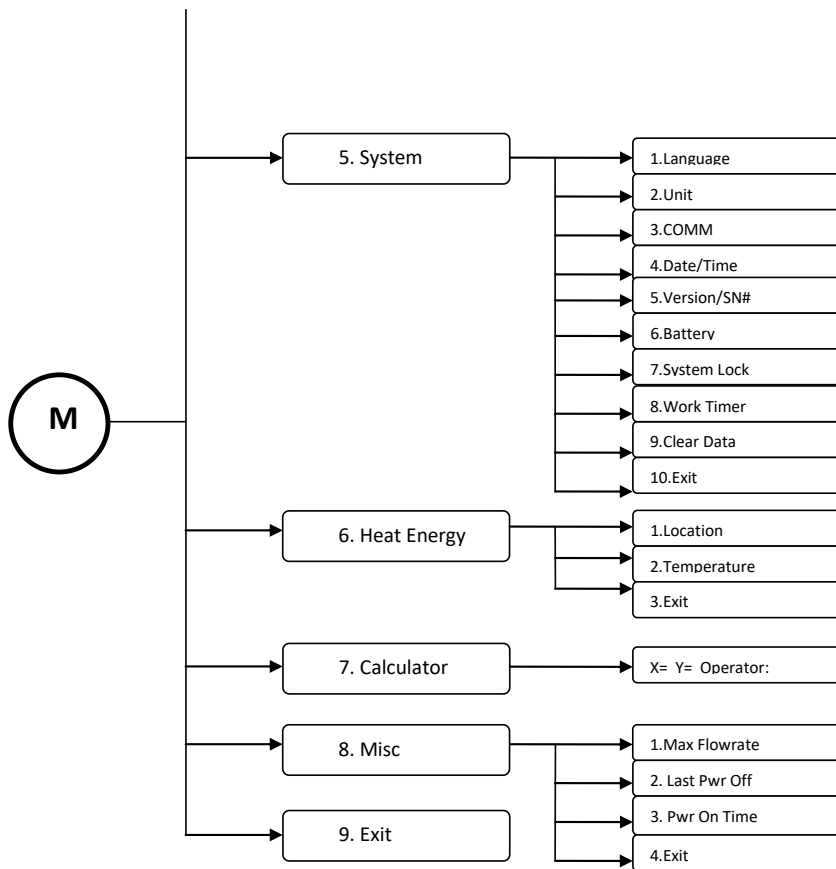 M
5. System
1.Language
2.Unit
3.COMM
4.Date/Time
5.Version/SN#
6.Battery
7.System Lock
8.Work Timer
9.Clear Data
10.Exit
6. Heat Energy
1.Location
2.Temperature
3.Exit
7. Calculator
X= Y= Operator:
8. Misc
1.Max Flowrate
2. Last Pwr Off
3. Pwr On Time
4.Exit
9. Exit